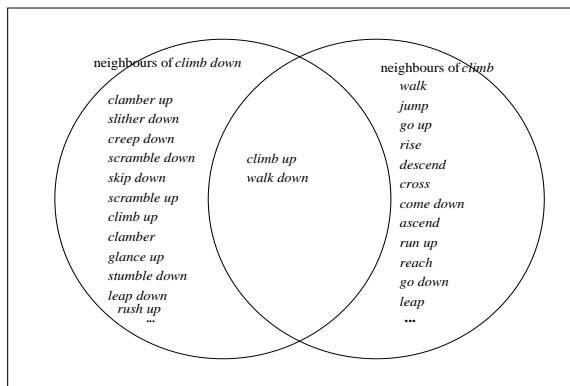 neighbours of climb down
clamber up
slither down
creep down
scramble down
skip down
scramble up
climb up
clamber
glance up
stumble down
leap down
rush up
...
climb up
walk down
neighbours of climb
walk
jump
go up
rise
descend
cross
come down
ascend
run up
reach
go down
leap
...